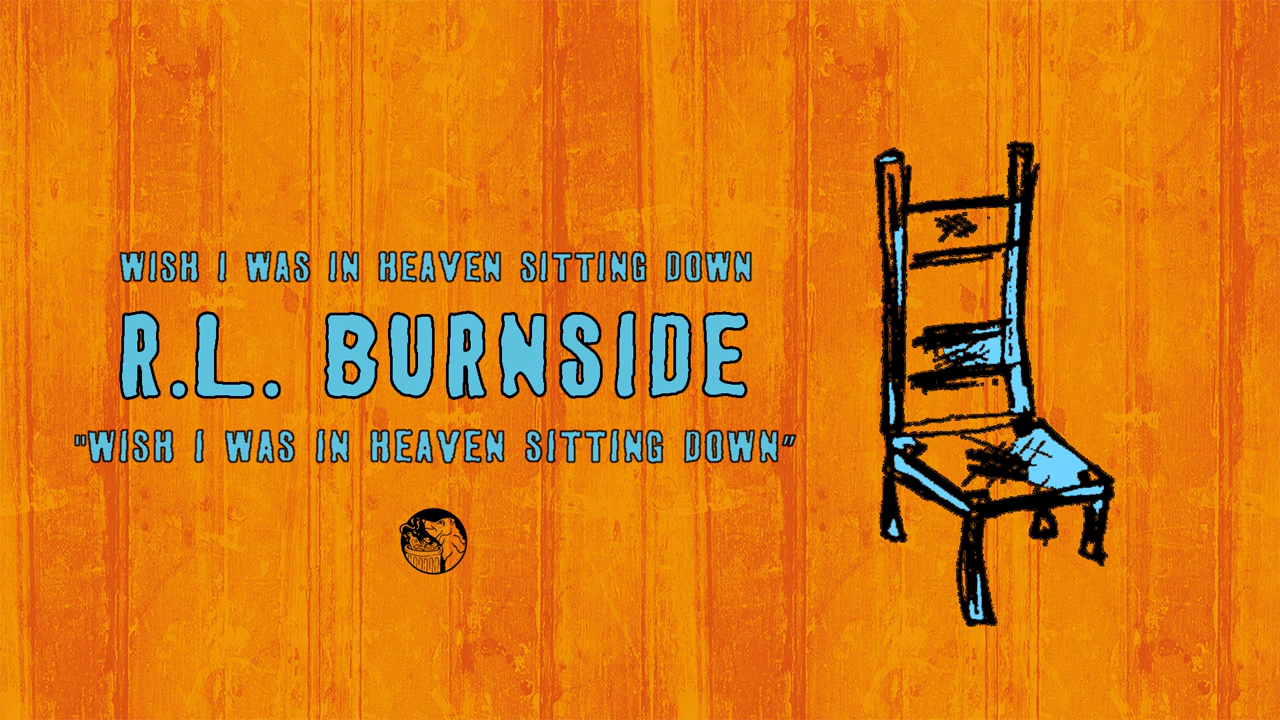 WISH I WAS IN HEAVEN SITTING DOWN
R.L. BURNSIDE
"WISH I WAS IN HEAVEN SITTING DOWN"